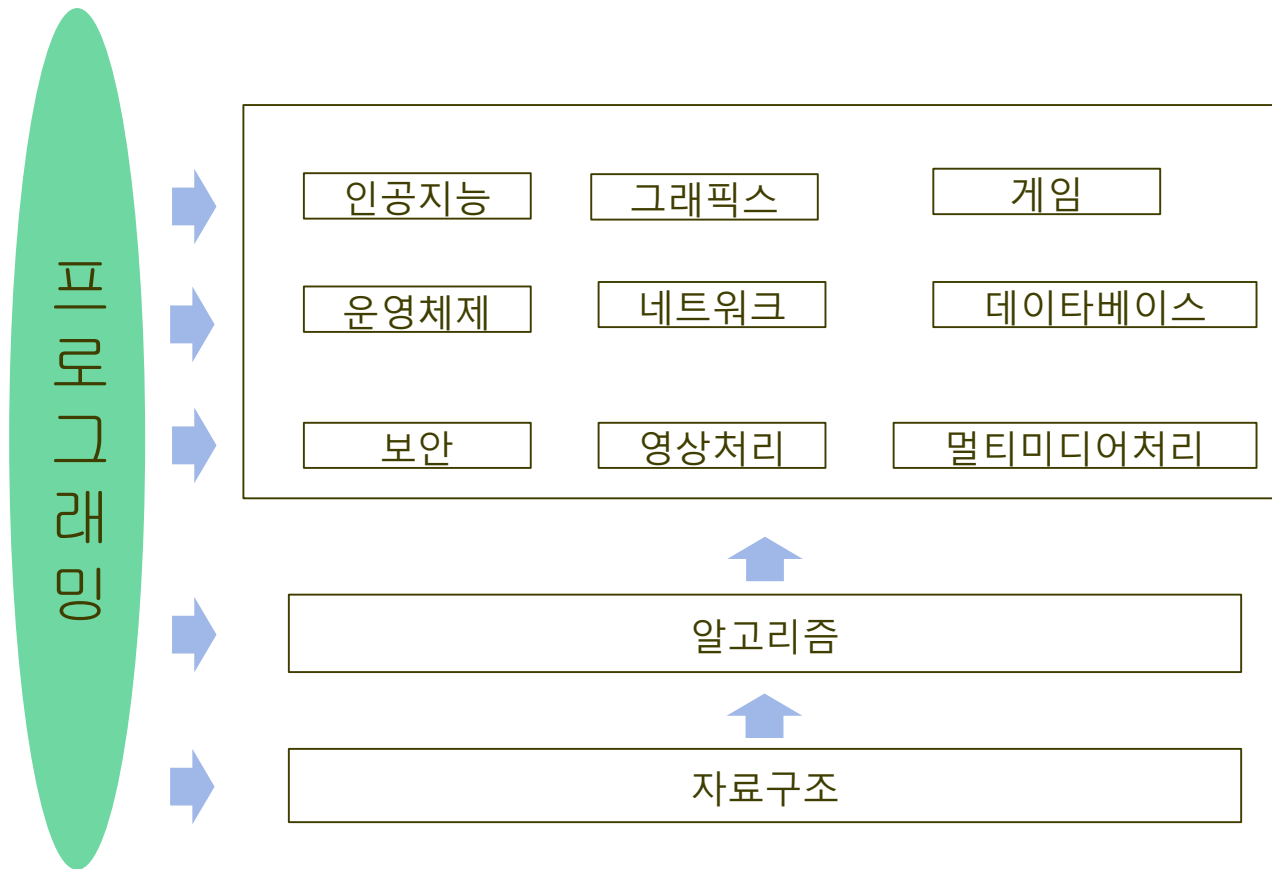 프로그래밍
인공지능
그래픽스
게임
운영체제
네트워크
데이타베이스
보안
영상처리
멀티미디어처리
알고리즘
자료구조